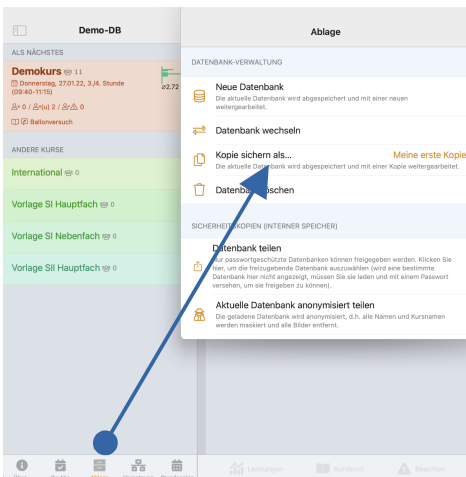 Demo-DB
ALS NÄCHSTES
Demokurs 11
Donnerstag, 27.01.22, 3./4. Stunde
(09:40-11:15)
⌀2.72
0 / (u) 2 / 0
Ballonversuch
ANDERE KURSE
International 0
Vorlage SI Hauptfach 0
Vorlage SI Nebenfach 0
Vorlage SII Hauptfach 0
Ablage
DATENBANK-VERWALTUNG
Neue Datenbank
Die aktuelle Datenbank wird abgespeichert und mit einer neuen
weitergearbeitet.
Datenbank wechseln
Kopie sichern als... Meine erste Kopie
Die aktuelle Datenbank wird abgespeichert und mit einer Kopie weitergearbeitet.
Datenbank löschen
SICHERHEITSKOPIEN (INTERNER SPEICHER)
Datenbank teilen
Nur passwortgeschützte Datenbanken können freigegeben werden. Klicken Sie
hier, um die freizugebende Datenbank auszuwählen (wird eine bestimmte
Datenbank hier nicht angezeigt, müssen Sie sie laden und mit einem Passwort
versehen, um sie freigeben zu können).
Aktuelle Datenbank anonymisiert teilen
Die geladene Datenbank wird anonymisiert, d.h. alle Namen und Kursnamen
werden maskiert und alle Bilder entfernt.
Leistungen Kursbuch Beachten